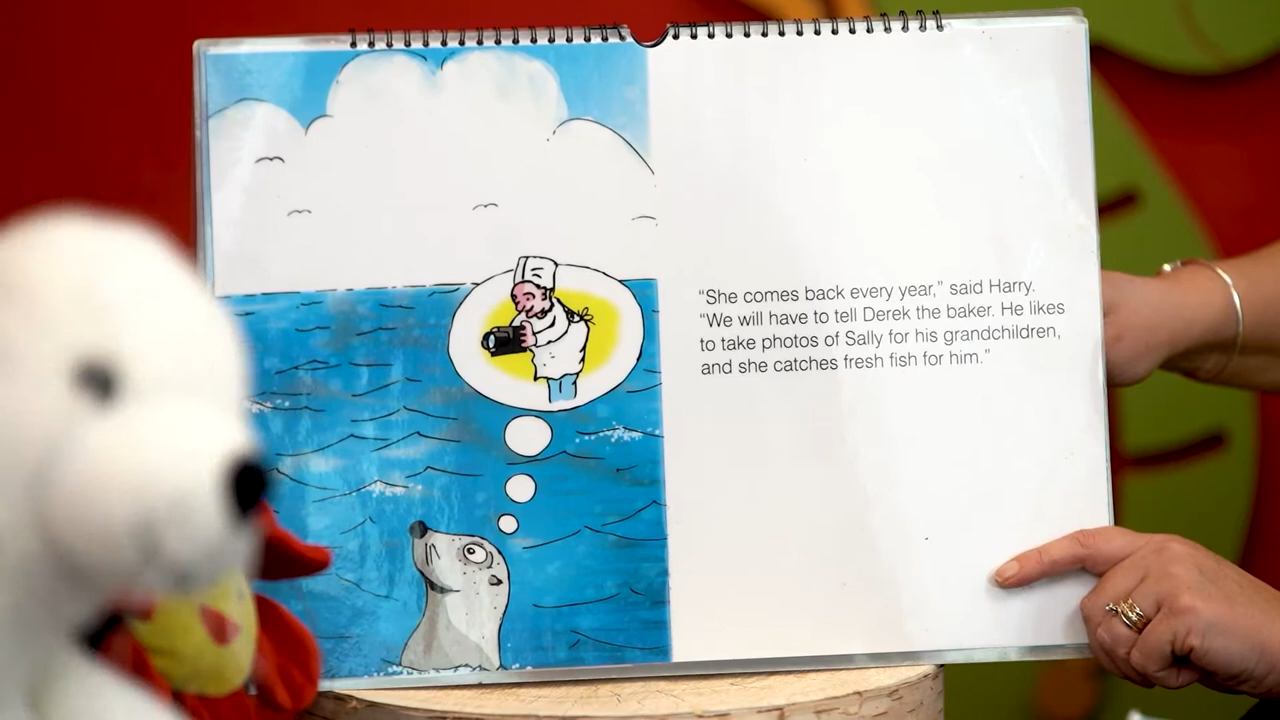 “She comes back every year,” said Harry.
“We will have to tell Derek the baker. He likes
to take photos of Sally for his grandchildren,
and she catches fresh fish for him.”